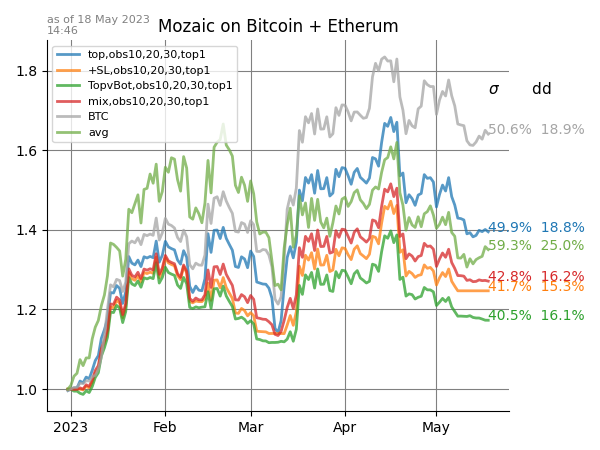 as of 18 May 2023
14:46
Mozaic on Bitcoin + Etherum
top,obs10,20,30,top1
+SL,obs10,20,30,top1
TopvBot,obs10,20,30,top1
mix,obs10,20,30,top1
BTC
avg
σ dd
50.6% 18.9%
49.9% 18.8%
59.3% 25.0%
42.8% 16.2%
41.7% 15.3%
40.5% 16.1%
1.8
1.6
1.4
1.2
1.0
2023 Feb Mar Apr May